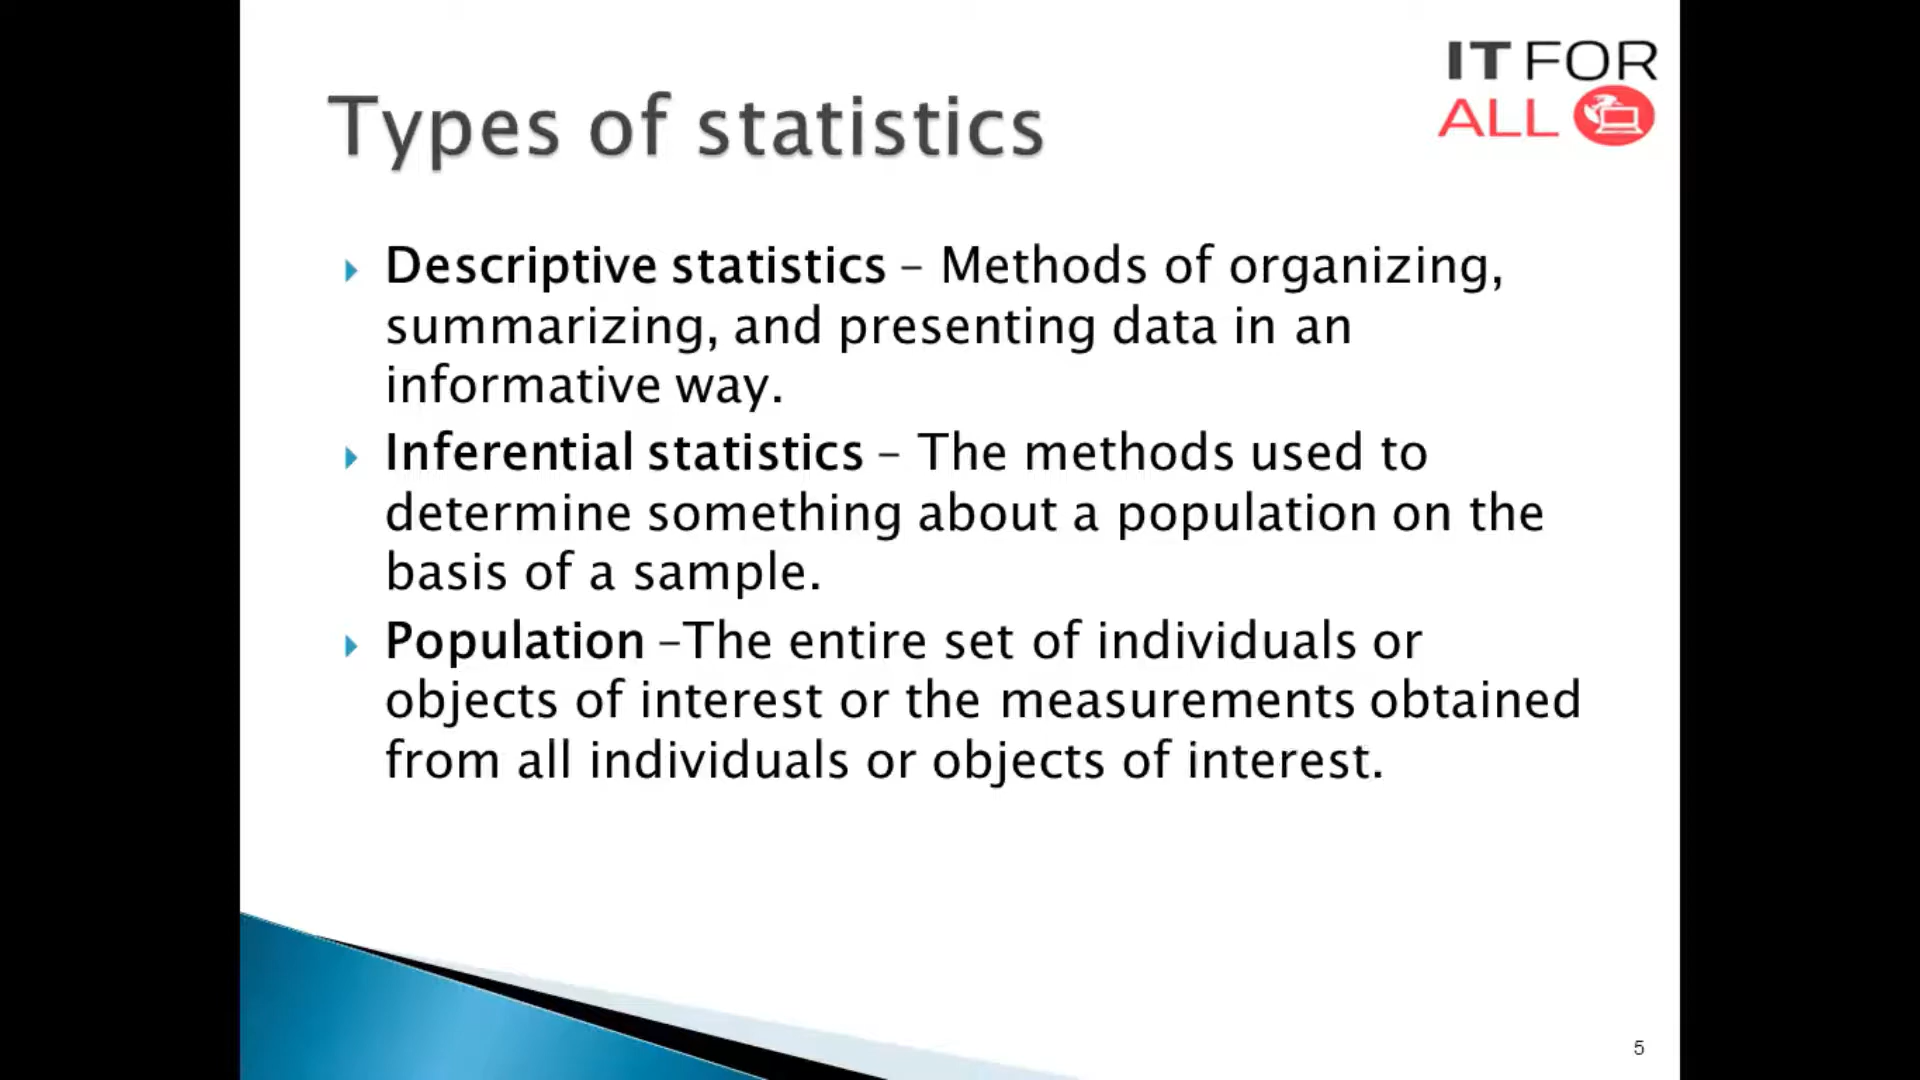 IT FOR
ALL
Types of statistics
Descriptive statistics – Methods of organizing,
summarizing, and presenting data in an
informative way.
Inferential statistics – The methods used to
determine something about a population on the
basis of a sample.
Population –The entire set of individuals or
objects of interest or the measurements obtained
from all individuals or objects of interest.
5